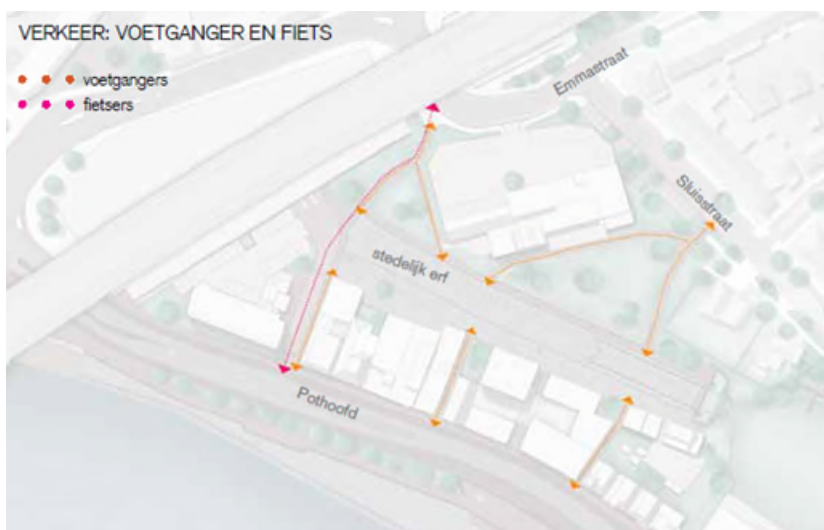 VERKEER: VOETGANGER EN FIETS
voetgangers
fietsers
Emmastraat
Sluisstraat
stedelijk erf
Pothoofd